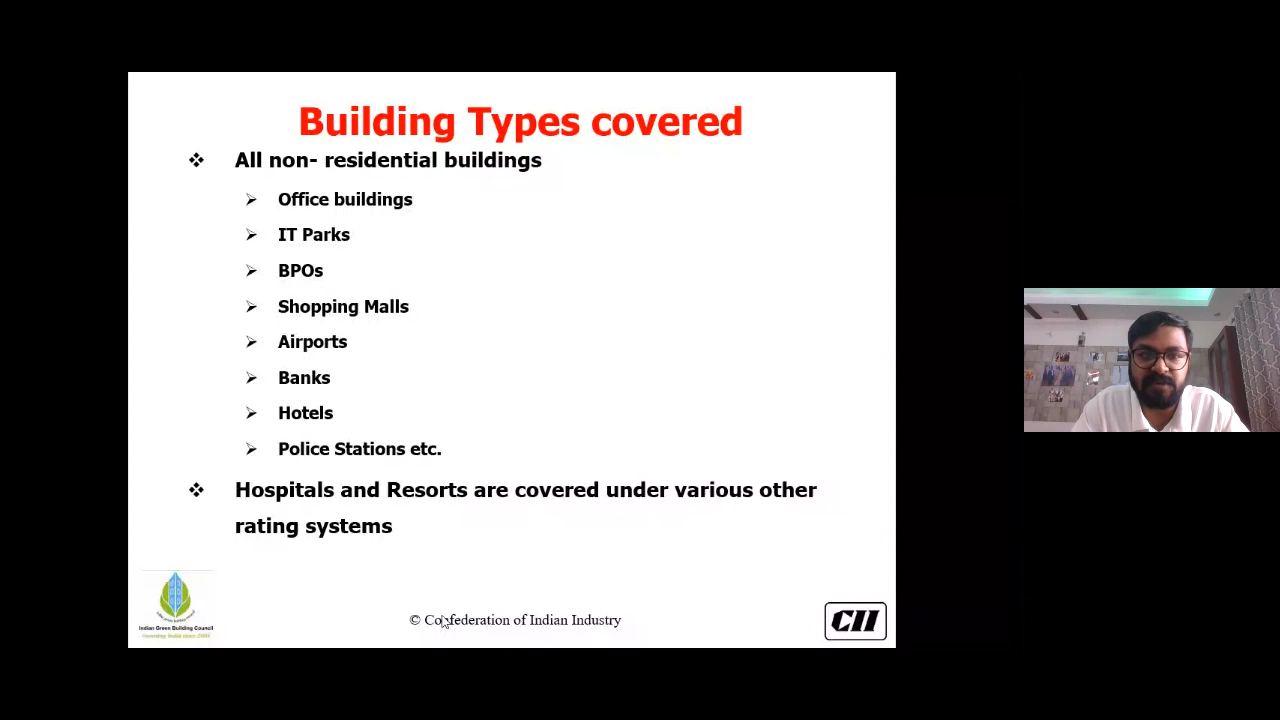 Building Types covered
All non- residential buildings
Office buildings
IT Parks
BPOs
Shopping Malls
Airports
Banks
Hotels
Police Stations etc.
Hospitals and Resorts are covered under various other
rating systems
Indian Green Building Council
© Confederation of Indian Industry
CII